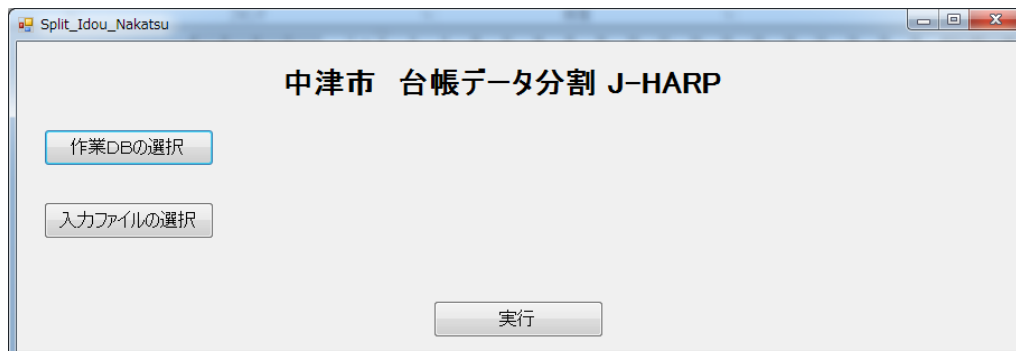 Split_Idou_Nakatsu
中津市　台帳データ分割 J-HARP
作業DBの選択
入力ファイルの選択
実行